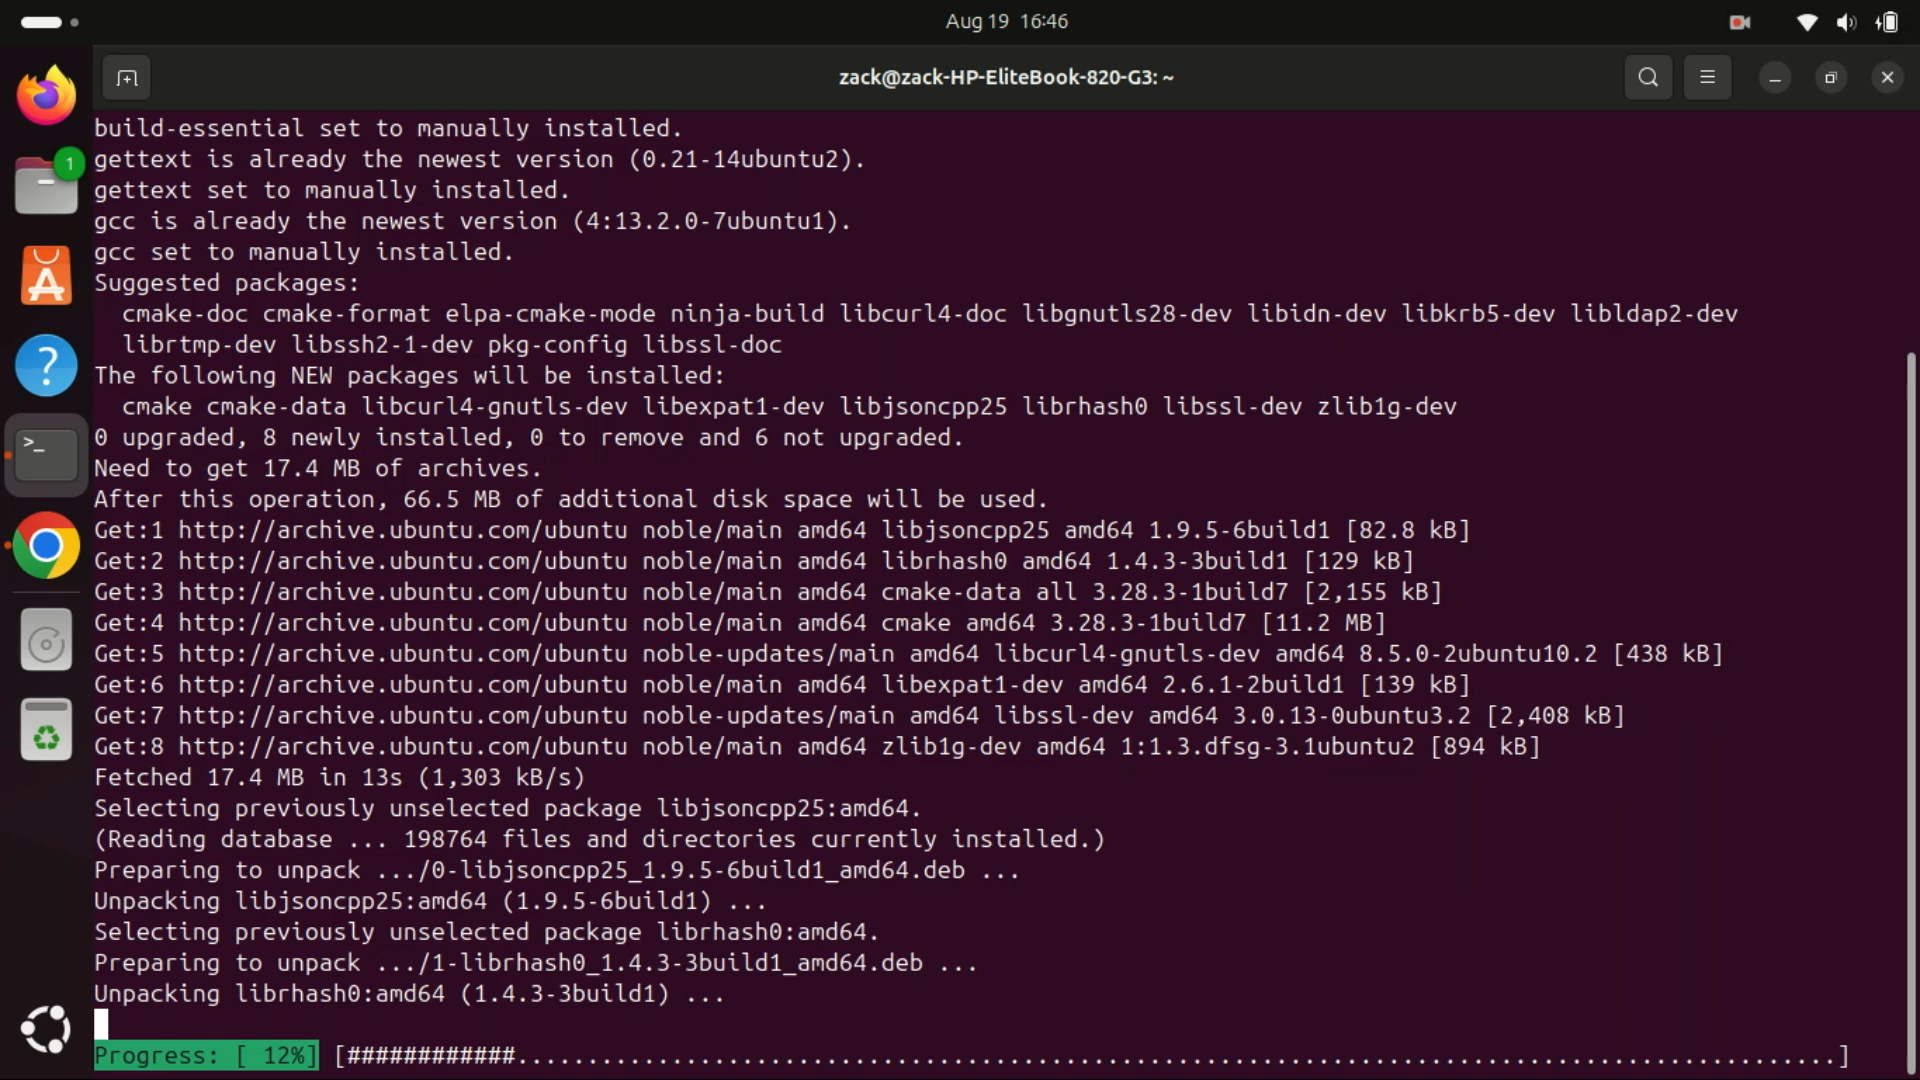 Aug 19 16:46
zack@zack-HP-EliteBook-820-G3: ~
1
build-essential set to manually installed.
gettext is already the newest version (0.21-14ubuntu2).
gettext set to manually installed.
gcc is already the newest version (4:13.2.0-7ubuntu1).
gcc set to manually installed.
Suggested packages:
  cmake-doc cmake-format elpa-cmake-mode ninja-build libcurl4-doc libgnutls28-dev libidn-dev libkrb5-dev libldap2-dev
  librtmp-dev libssh2-1-dev pkg-config libssl-doc
The following NEW packages will be installed:
  cmake cmake-data libcurl4-gnutls-dev libexpat1-dev libjsoncpp25 librhash0 libssl-dev zlib1g-dev
0 upgraded, 8 newly installed, 0 to remove and 6 not upgraded.
Need to get 17.4 MB of archives.
After this operation, 66.5 MB of additional disk space will be used.
Get:1 http://archive.ubuntu.com/ubuntu noble/main amd64 libjsoncpp25 amd64 1.9.5-6build1 [82.8 kB]
Get:2 http://archive.ubuntu.com/ubuntu noble/main amd64 librhash0 amd64 1.4.3-3build1 [129 kB]
Get:3 http://archive.ubuntu.com/ubuntu noble/main amd64 cmake-data all 3.28.3-1build7 [2,155 kB]
Get:4 http://archive.ubuntu.com/ubuntu noble/main amd64 cmake amd64 3.28.3-1build7 [11.2 MB]
Get:5 http://archive.ubuntu.com/ubuntu noble-updates/main amd64 libcurl4-gnutls-dev amd64 8.5.0-2ubuntu10.2 [438 kB]
Get:6 http://archive.ubuntu.com/ubuntu noble/main amd64 libexpat1-dev amd64 2.6.1-2build1 [139 kB]
Get:7 http://archive.ubuntu.com/ubuntu noble-updates/main amd64 libssl-dev amd64 3.0.13-0ubuntu3.2 [2,408 kB]
Get:8 http://archive.ubuntu.com/ubuntu noble/main amd64 zlib1g-dev amd64 1:1.3.dfsg-3.1ubuntu2 [894 kB]
Fetched 17.4 MB in 13s (1,303 kB/s)
Selecting previously unselected package libjsoncpp25:amd64.
(Reading database ... 198764 files and directories currently installed.)
Preparing to unpack .../0-libjsoncpp25_1.9.5-6build1_amd64.deb ...
Unpacking libjsoncpp25:amd64 (1.9.5-6build1) ...
Selecting previously unselected package librhash0:amd64.
Preparing to unpack .../1-librhash0_1.4.3-3build1_amd64.deb ...
Unpacking librhash0:amd64 (1.4.3-3build1) ...
Progress: [ 12%] [############..............................................................................................]